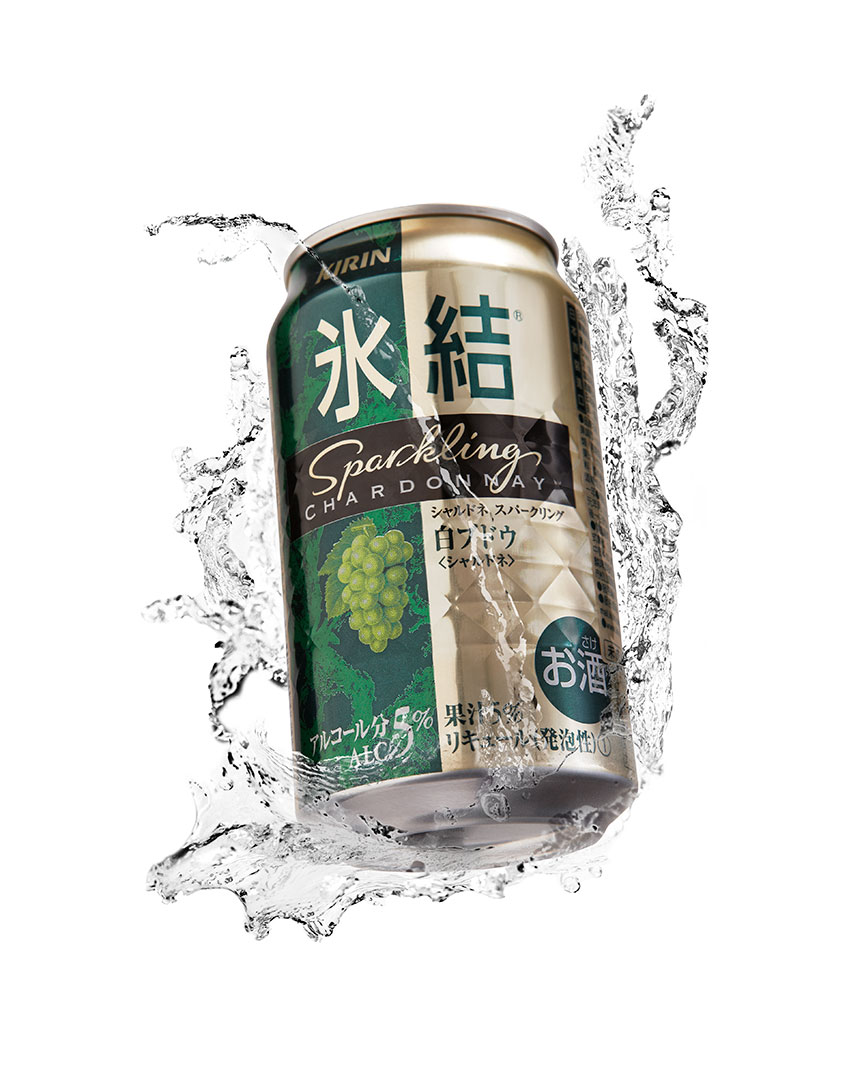 KIRIN
氷結®
Sparkling
CHARDONNAY
シャルドネ スパークリング
白ブドウ
〈シャルドネ〉
さけ
お酒
アルコール分5%
ALC.5%
果汁5%
リキュール(発泡性)①